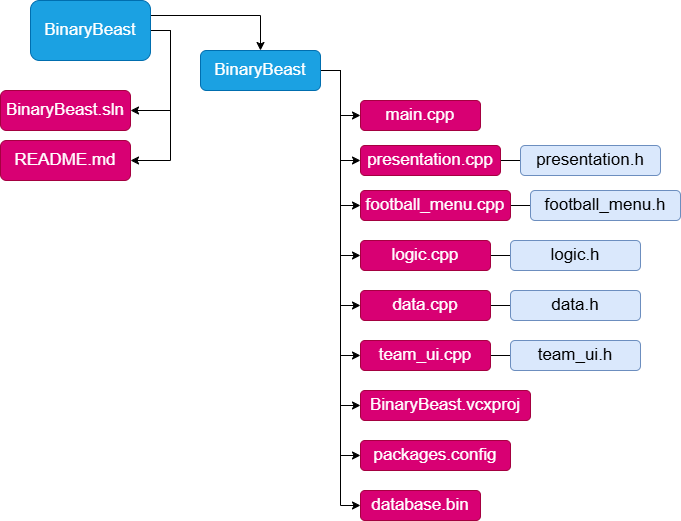 BinaryBeast
BinaryBeast
BinaryBeast.sln
README.md
main.cpp
presentation.cpp
presentation.h
football_menu.cpp
football_menu.h
logic.cpp
logic.h
data.cpp
data.h
team_ui.cpp
team_ui.h
BinaryBeast.vcxproj
packages.config
database.bin